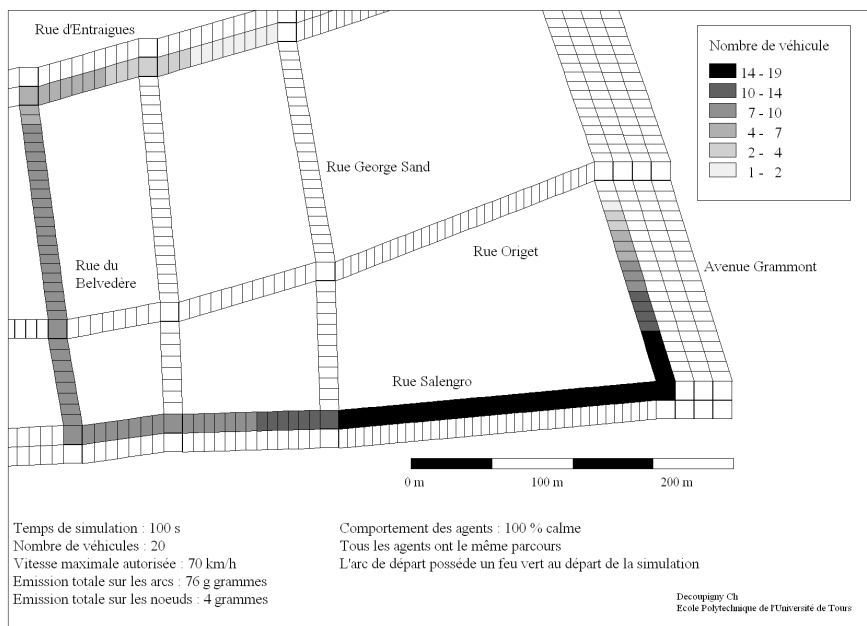 Rue d'Entraigues
Nombre de véhicule
14 - 19
10 - 14
7 - 10
4 - 7
2 - 4
1 - 2
Rue George Sand
Rue Origet
Rue du
Belvedère
Avenue Grammont
Rue Salengro
0 m 100 m 200 m
Temps de simulation : 100 s
Nombre de véhicules : 20
Vitesse maximale autorisée : 70 km/h
Emission totale sur les arcs : 76 g grammes
Emission totale sur les noeuds : 4 grammes
Comportement des agents : 100 % calme
Tous les agents ont le même parcours
L'arc de départ posséde un feu vert au départ de la simulation
Decoupigny Ch
Ecole Polytechnique de l'Université de Tours